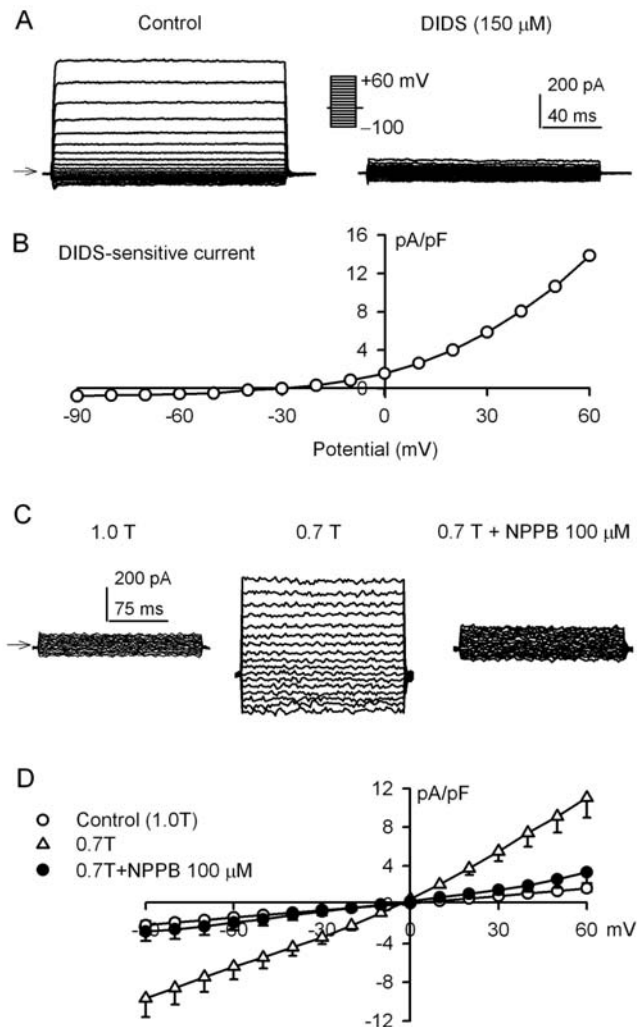 A
Control
DIDS (150 μM)
+60 mV
−100
200 pA
40 ms
B
DIDS-sensitive current
pA/pF
16
12
8
4
0
-90 -60 -30 0 30 60
Potential (mV)
C
1.0 T
0.7 T
0.7 T + NPPB 100 μM
200 pA
75 ms
D
pA/pF
Control (1.0T)
0.7T
0.7T+NPPB 100 μM
12
8
4
0
-60 -30 0 30 60 mV
-4
-8
-12